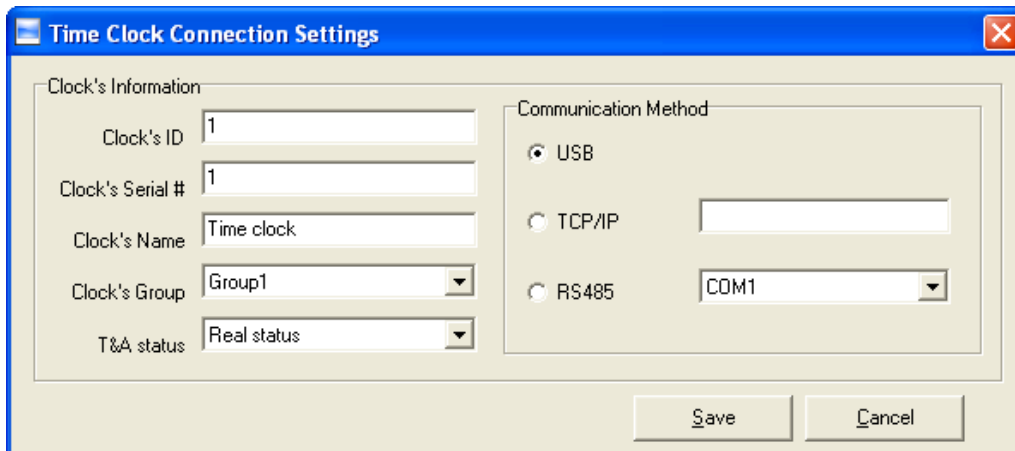 Time Clock Connection Settings
Clock's Information
Clock's ID 1
Clock's Serial # 1
Clock's Name Time clock
Clock's Group Group1
T&A status Real status
Communication Method
USB
TCP/IP
RS485 COM1
Save Cancel